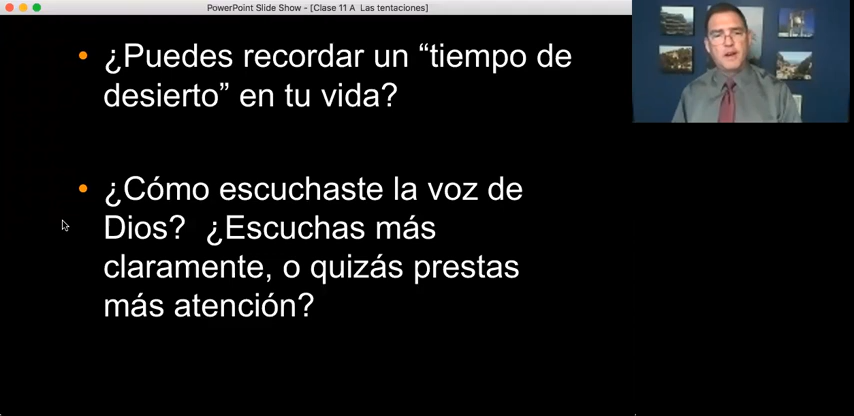 PowerPoint Slide Show - [Clase 11 A  Las tentaciones]
• ¿Puedes recordar un “tiempo de
desierto” en tu vida?
• ¿Cómo escuchaste la voz de
Dios?  ¿Escuchas más
claramente, o quizás prestas
más atención?